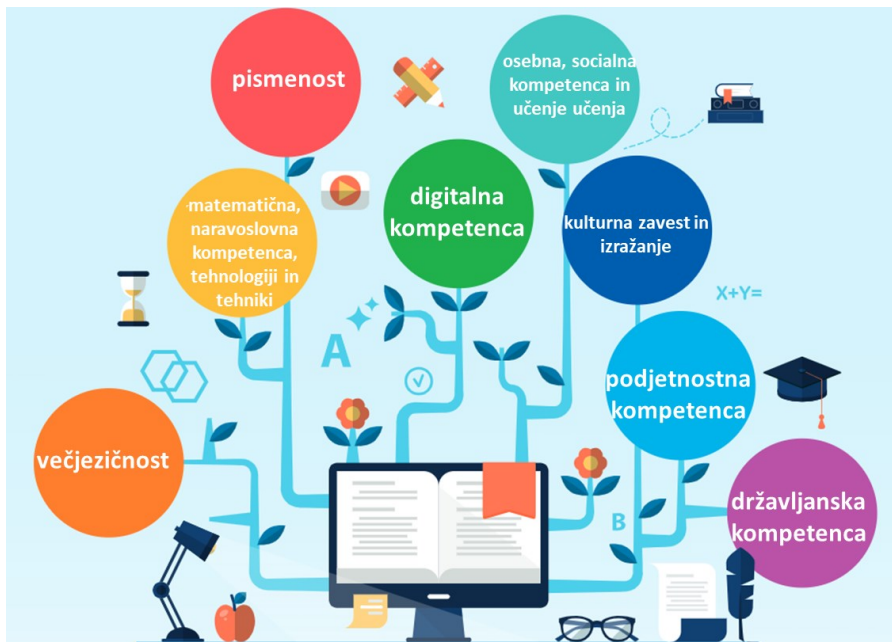 pismenost
osebna, socialna
kompetenca in
učenje učenja
-matematična,
naravoslovna
kompetenca,
tehnologiji in
tehniki
digitalna
kompetenca
kulturna zavest in
izražanje
X+Y=
A
podjetnostna
kompetenca
večjezičnost
državljanska
kompetenca
B